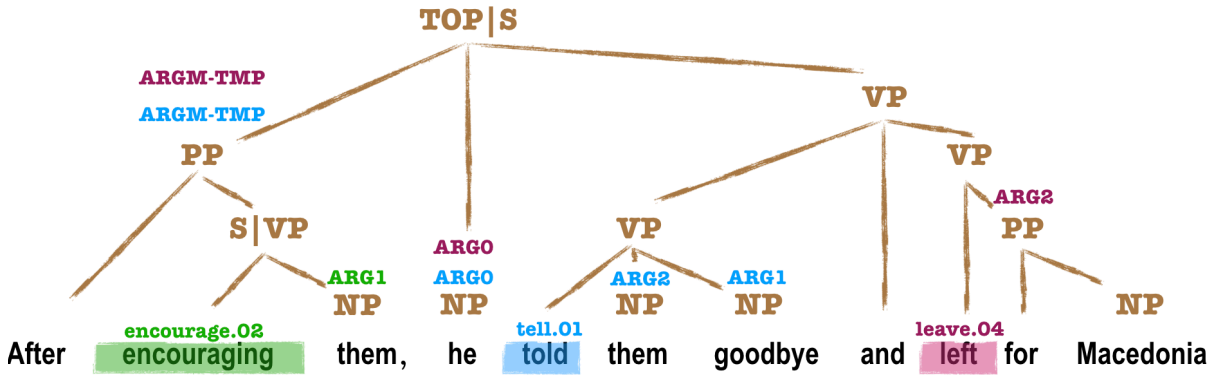 TOP|S
ARGM-TMP
ARGM-TMP
VP
PP
VP
S|VP
VP
ARG2
PP
ARG0
ARG1
ARG0
ARG2
ARG1
NP
NP
NP
NP
NP
encourage.02
tell.01
leave.04
After encouraging them, he told them goodbye and left for Macedonia